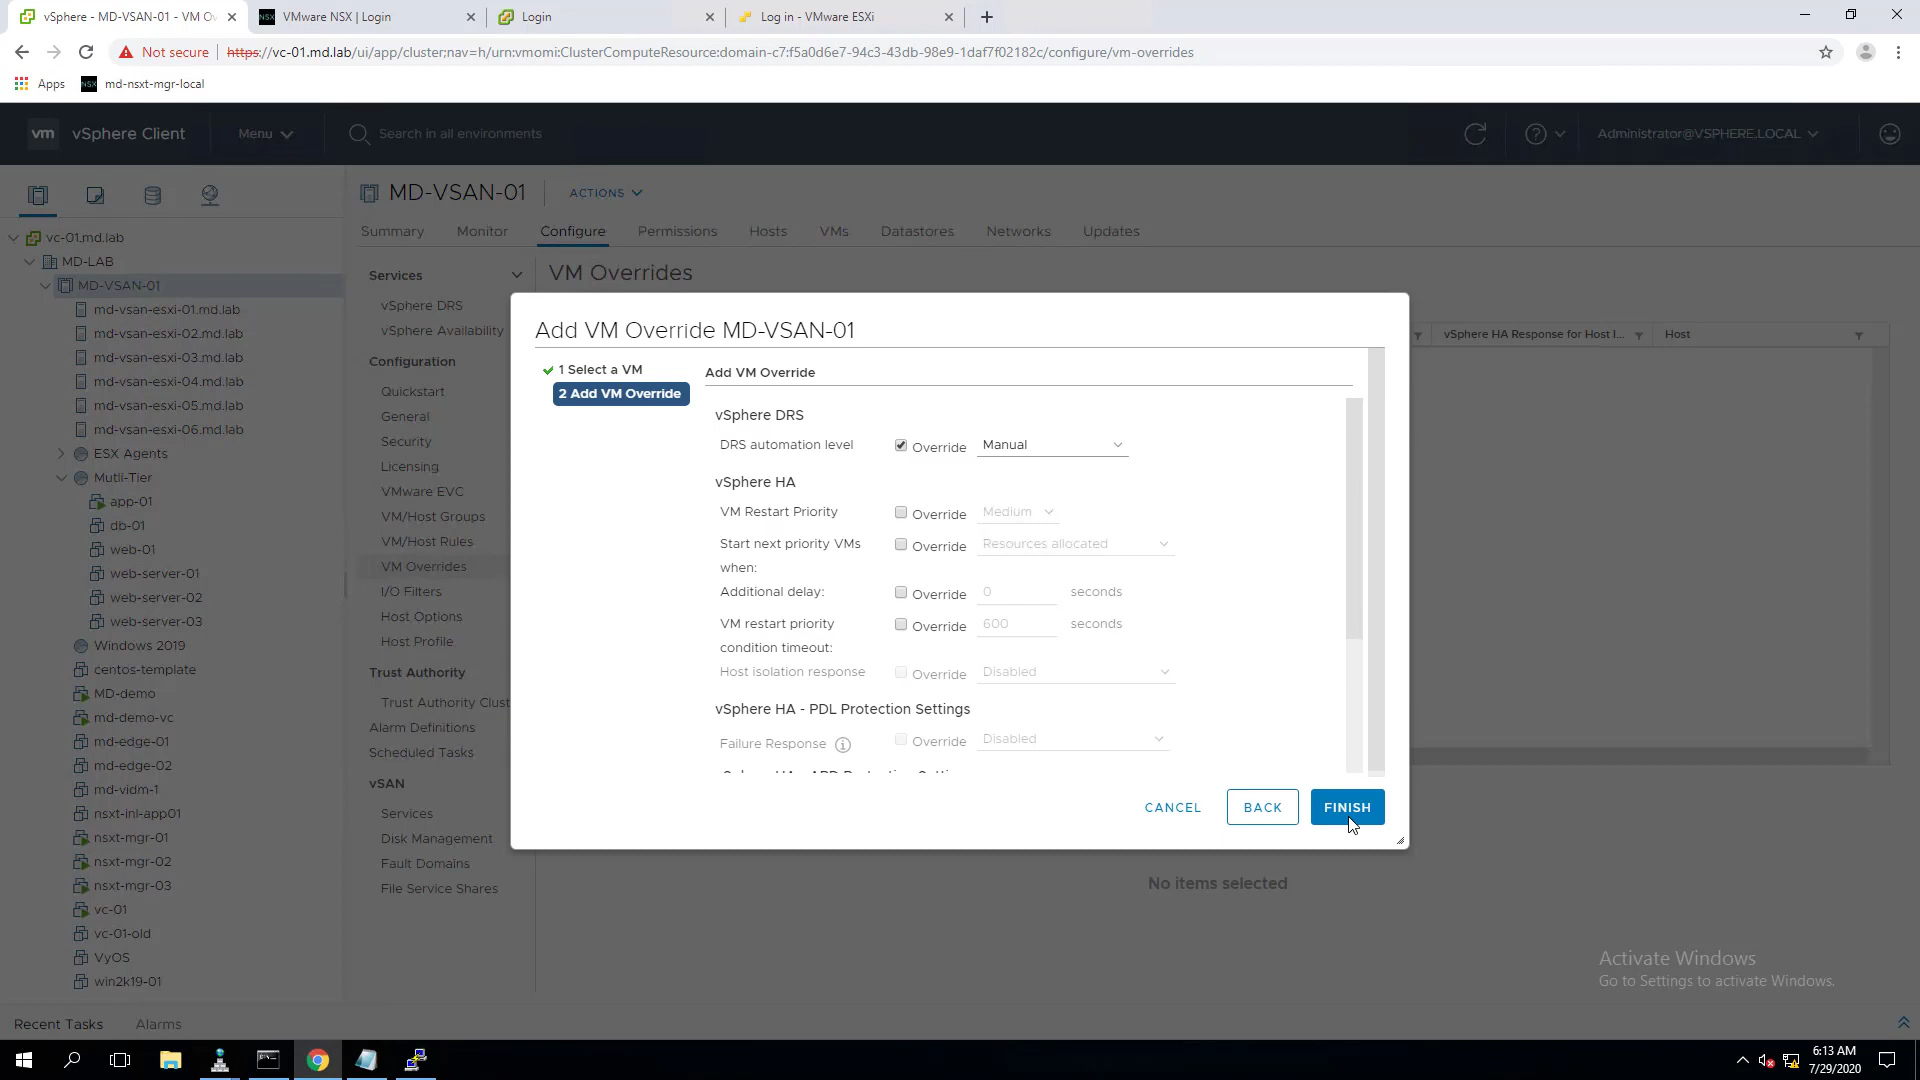 vSphere - MD-VSAN-01 - VM Ov
VMware NSX | Login
Login
Log in - VMware ESXi
Not secure
https://vc-01.md.lab/ui/app/cluster;nav=h/urn:vmomi:ClusterComputeResource:domain-c7:f5a0d6e7-94c3-43db-98e9-1daf7f02182c/configure/vm-overrides
Apps
NSX
md-nsxt-mgr-local
vm
vSphere Client
Menu
Search in all environments
Administrator@VSPHERE.LOCAL
vc-01.md.lab
MD-LAB
MD-VSAN-01
md-vsan-esxi-01.md.lab
md-vsan-esxi-02.md.lab
md-vsan-esxi-03.md.lab
md-vsan-esxi-04.md.lab
md-vsan-esxi-05.md.lab
md-vsan-esxi-06.md.lab
ESX Agents
Mutli-Tier
app-01
db-01
web-01
web-server-01
web-server-02
web-server-03
Windows 2019
centos-template
MD-demo
md-demo-vc
md-edge-01
md-edge-02
md-vidm-1
nsxt-inl-app01
nsxt-mgr-01
nsxt-mgr-02
nsxt-mgr-03
vc-01
vc-01-old
VyOS
win2k19-01
MD-VSAN-01
ACTIONS
Summary
Monitor
Configure
Permissions
Hosts
VMs
Datastores
Networks
Updates
Services
vSphere DRS
vSphere Availability
Configuration
Quickstart
General
Security
Licensing
VMware EVC
VM/Host Groups
VM/Host Rules
VM Overrides
I/O Filters
Host Options
Host Profile
Trust Authority
Trust Authority Clust
Alarm Definitions
Scheduled Tasks
vSAN
Services
Disk Management
Fault Domains
File Service Shares
VM Overrides
vSphere HA Response for Host I...
Host
Add VM Override MD-VSAN-01
1 Select a VM
2 Add VM Override
Add VM Override
vSphere DRS
DRS automation level
Override
Manual
vSphere HA
VM Restart Priority
Override
Medium
Start next priority VMs when:
Override
Resources allocated
Additional delay:
Override
0
seconds
VM restart priority condition timeout:
Override
600
seconds
Host isolation response
Override
Disabled
vSphere HA - PDL Protection Settings
Failure Response
Override
Disabled
CANCEL
BACK
FINISH
No items selected
Activate Windows
Go to Settings to activate Windows.
Recent Tasks
Alarms
6:13 AM
7/29/2020